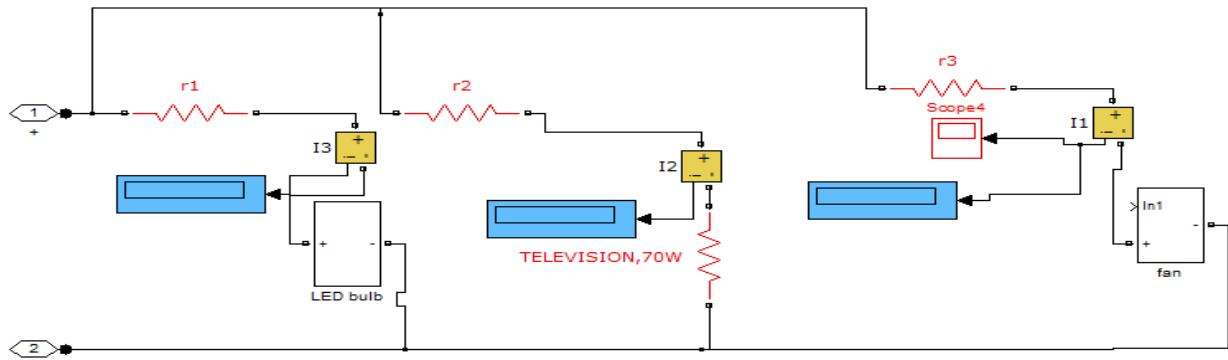 r1
r2
r3
Scope4
1
+
I3
+
-
I2
+
-
I1
+
-
In1
+
-
LED bulb
TELEVISION,70W
+
-
fan
2